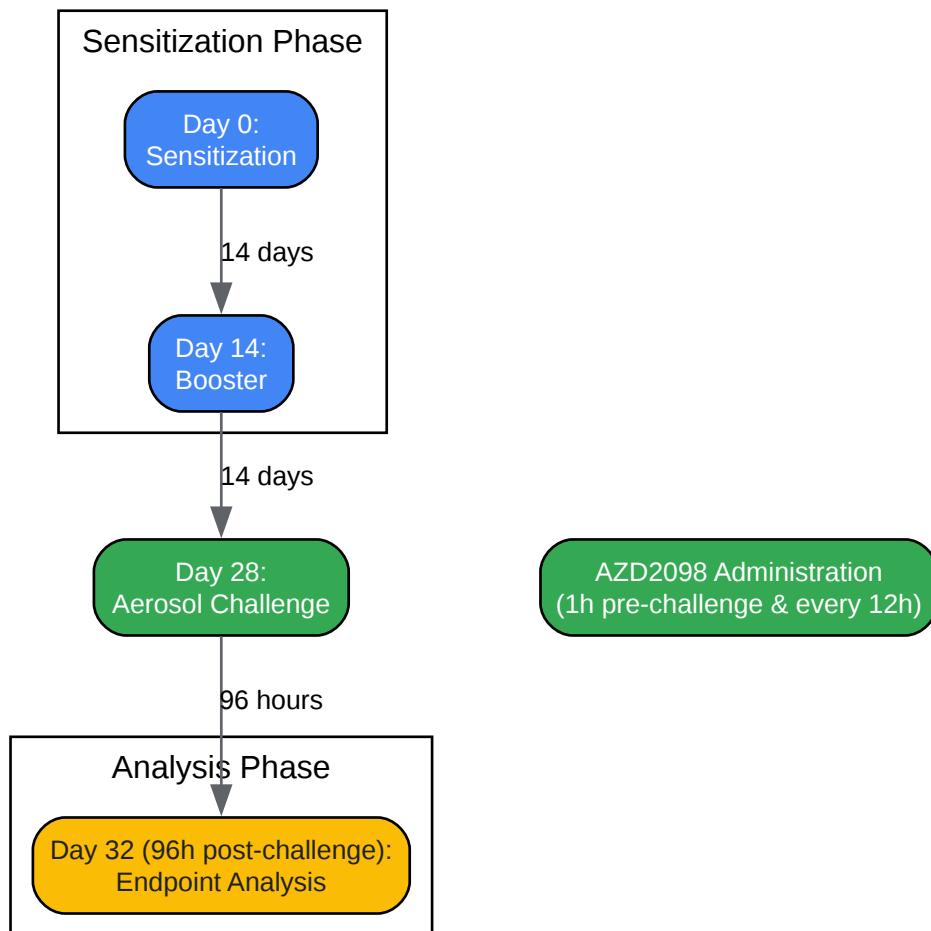 Sensitization Phase
Day 0:
Sensitization
14 days
Day 14:
Booster
14 days
Day 28:
Aerosol Challenge
AZD2098 Administration
(1h pre-challenge & every 12h)
96 hours
Analysis Phase
Day 32 (96h post-challenge):
Endpoint Analysis